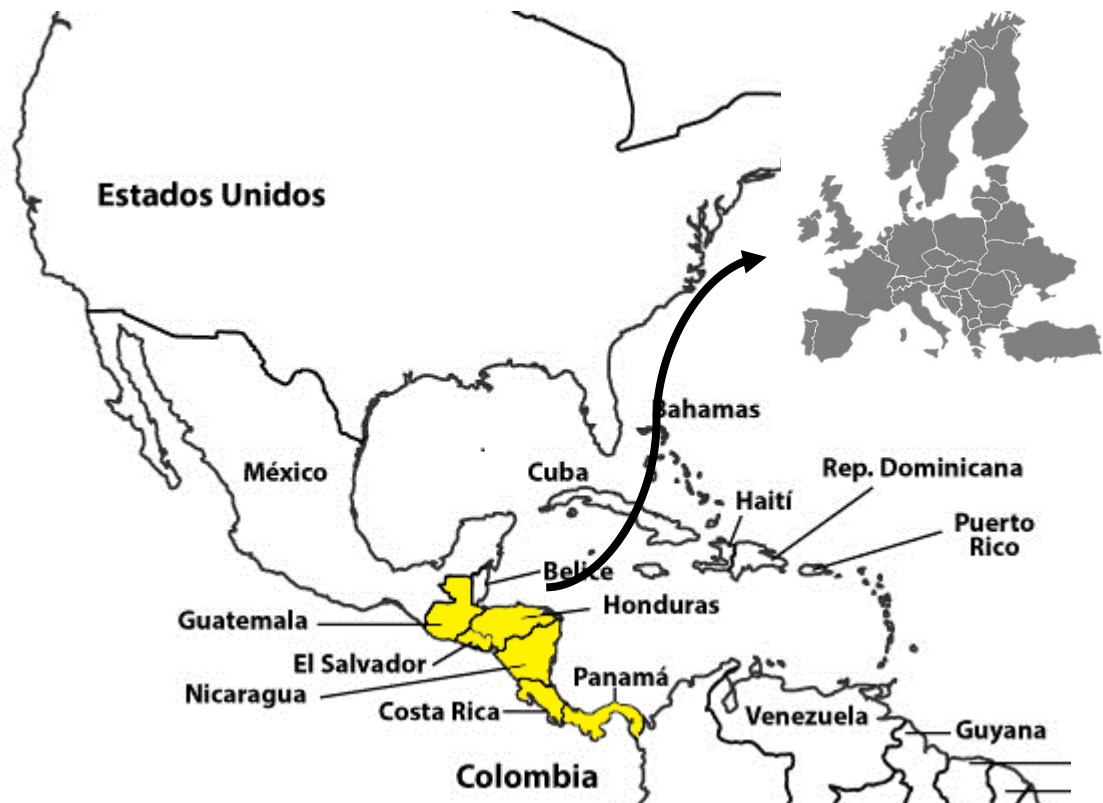 Estados Unidos
Bahamas
México
Cuba
Rep. Dominicana
Haití
Puerto
Rico
Belice
Honduras
Guatemala
El Salvador
Nicaragua
Panamá
Costa Rica
Venezuela
Guyana
Colombia